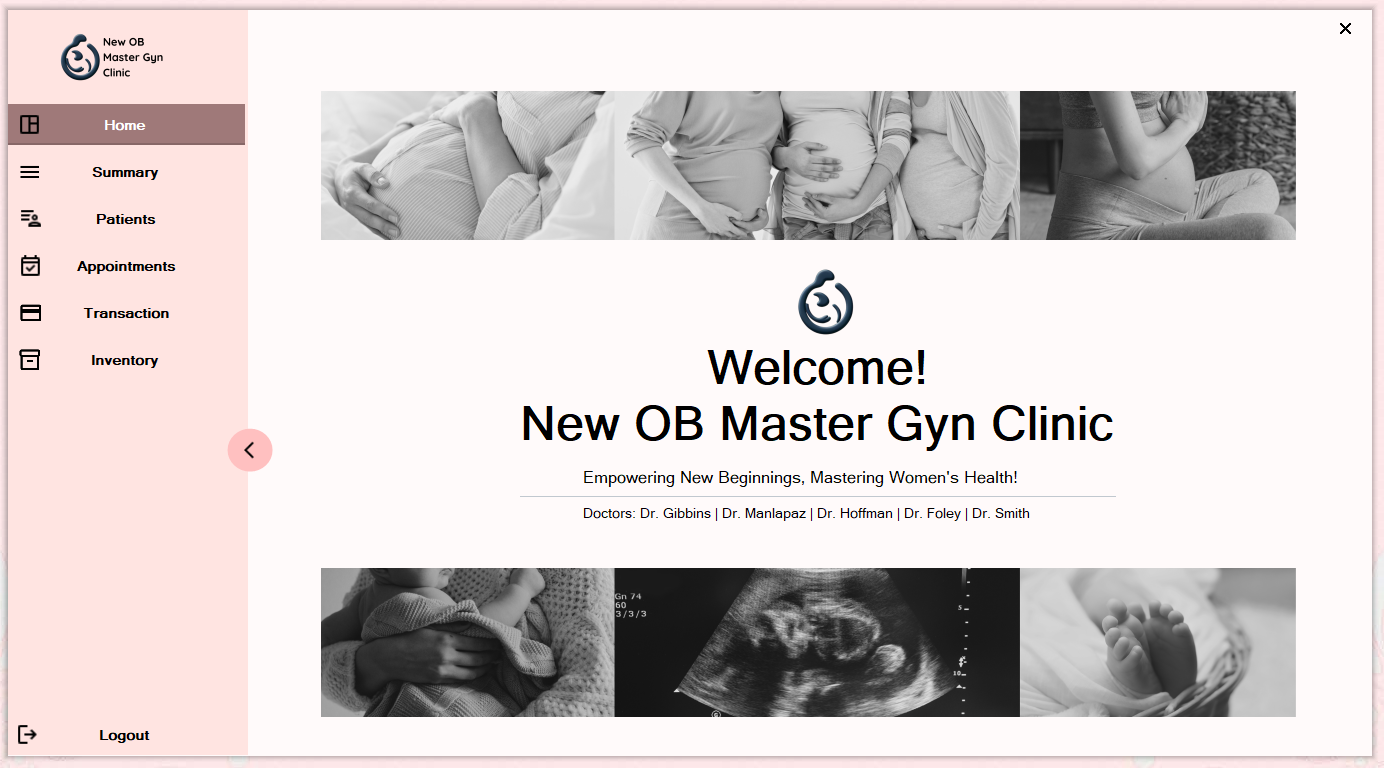 New OB
Master Gyn
Clinic
Home
Summary
Patients
Appointments
Transaction
Inventory
Logout
Welcome!
New OB Master Gyn Clinic
Empowering New Beginnings, Mastering Women's Health!
Doctors: Dr. Gibbins | Dr. Manlapaz | Dr. Hoffman | Dr. Foley | Dr. Smith
Gn 74
60
3/3/3
5
10